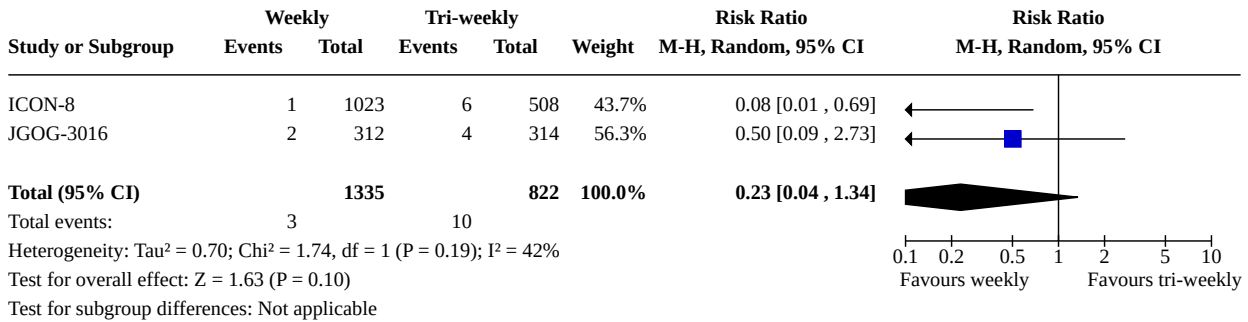 Weekly Tri-weekly Risk Ratio Risk Ratio
Study or Subgroup Events Total Events Total Weight M-H, Random, 95% CI M-H, Random, 95% CI
ICON-8 1 1023 6 508 43.7% 0.08 [0.01 , 0.69]
JGOG-3016 2 312 4 314 56.3% 0.50 [0.09 , 2.73]
Total (95% CI) 1335 822 100.0% 0.23 [0.04 , 1.34]
Total events: 3 10
Heterogeneity: Tau² = 0.70; Chi² = 1.74, df = 1 (P = 0.19); I² = 42%
0.1 0.2 0.5 1 2 5 10
Test for overall effect: Z = 1.63 (P = 0.10)
Favours weekly Favours tri-weekly
Test for subgroup differences: Not applicable